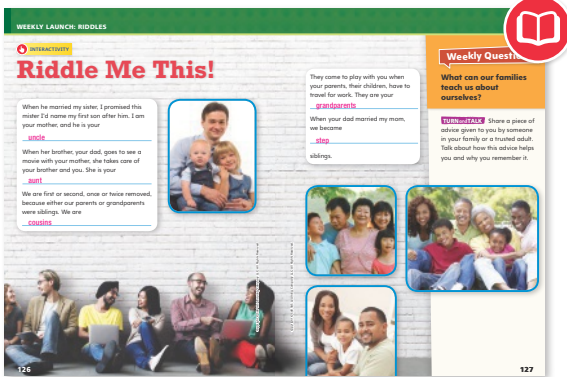 WEEKLY LAUNCH: RIDDLES
INTERACTIVITY
Riddle Me This!
When he married my sister, I promised this
mister I'd name my first son after him. I am
your mother, and he is your
uncle
When her brother, your dad, goes to see a
movie with your mother, she takes care of
your brother and you. She is your
aunt
We are first or second, once or twice removed,
because either our parents or grandparents
were siblings. We are
cousins
They come to play with you when
your parents, their children, have to
travel for work. They are your
grandparents
When your dad married my mom,
we became
step
siblings.
Weekly Question
What can our families
teach us about
ourselves?
TURNandTALK Share a piece of
advice given to you by someone
in your family or a trusted adult.
Talk about how this advice helps
you and why you remember it.
126
127